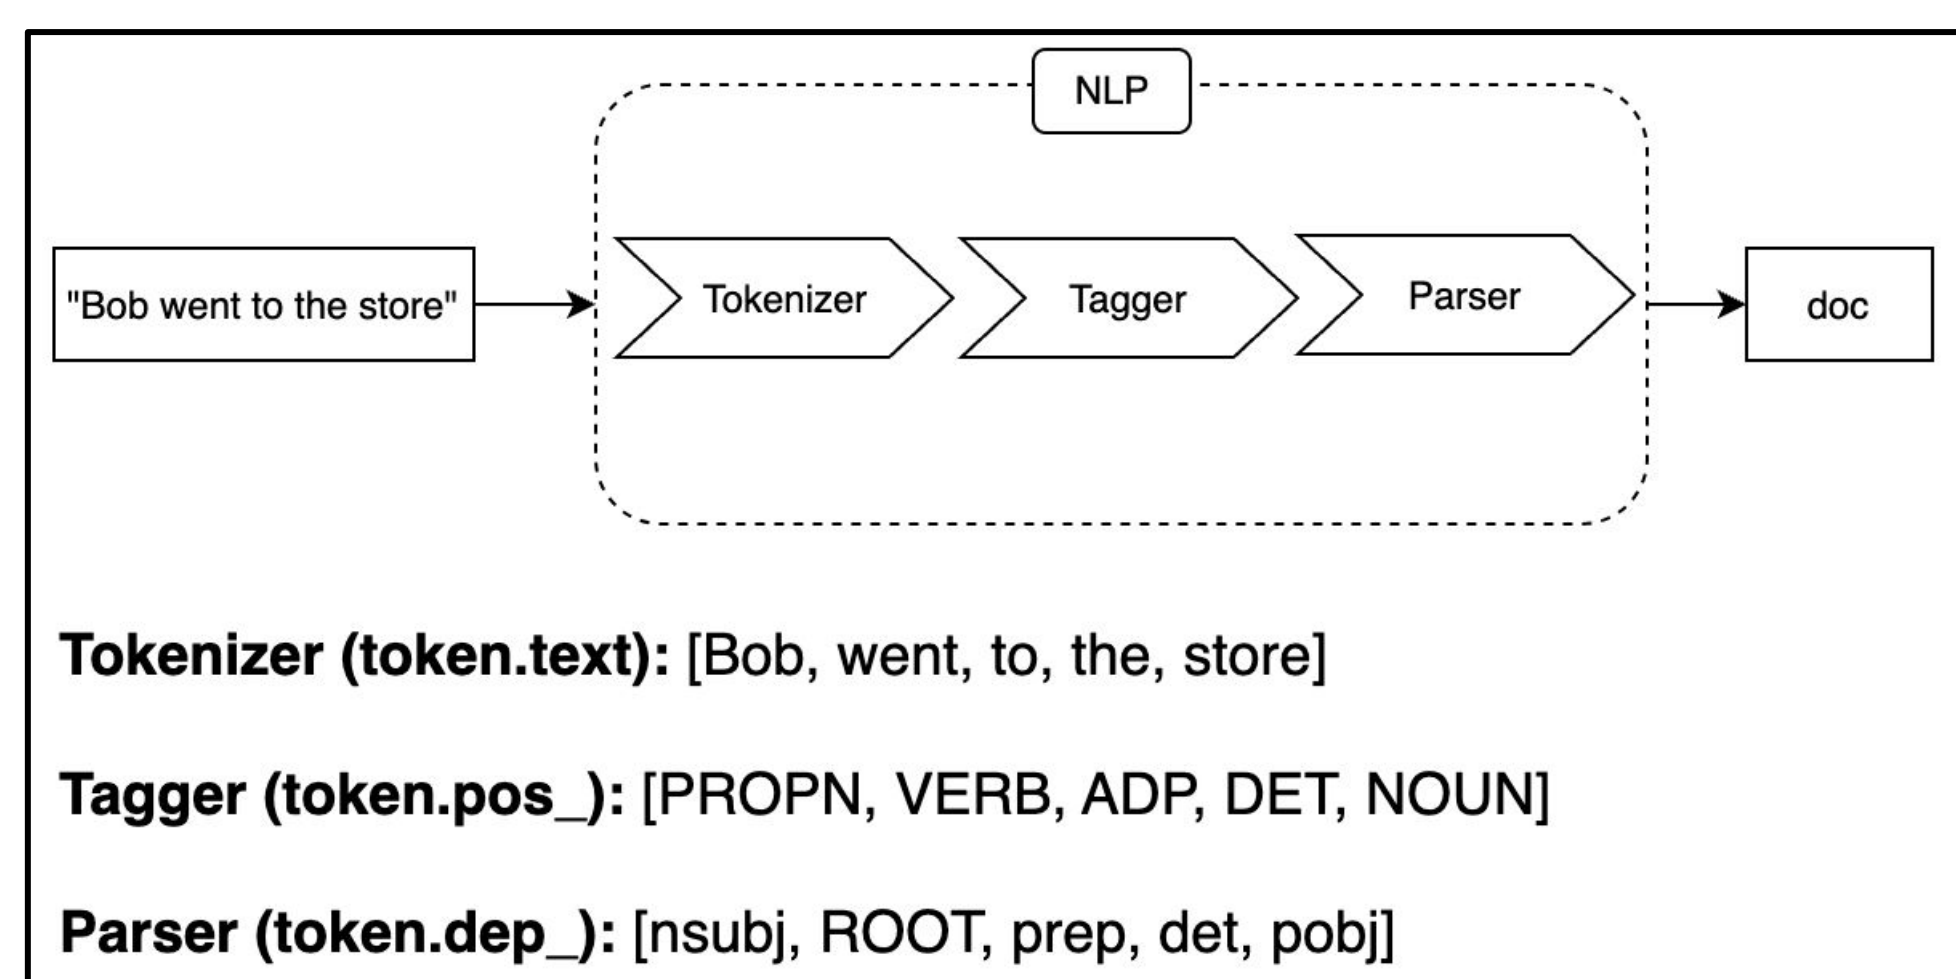 NLP
"Bob went to the store"
Tokenizer
Tagger
Parser
doc
Tokenizer (token.text): [Bob, went, to, the, store]
Tagger (token.pos_): [PROPN, VERB, ADP, DET, NOUN]
Parser (token.dep_): [nsubj, ROOT, prep, det, pobj]